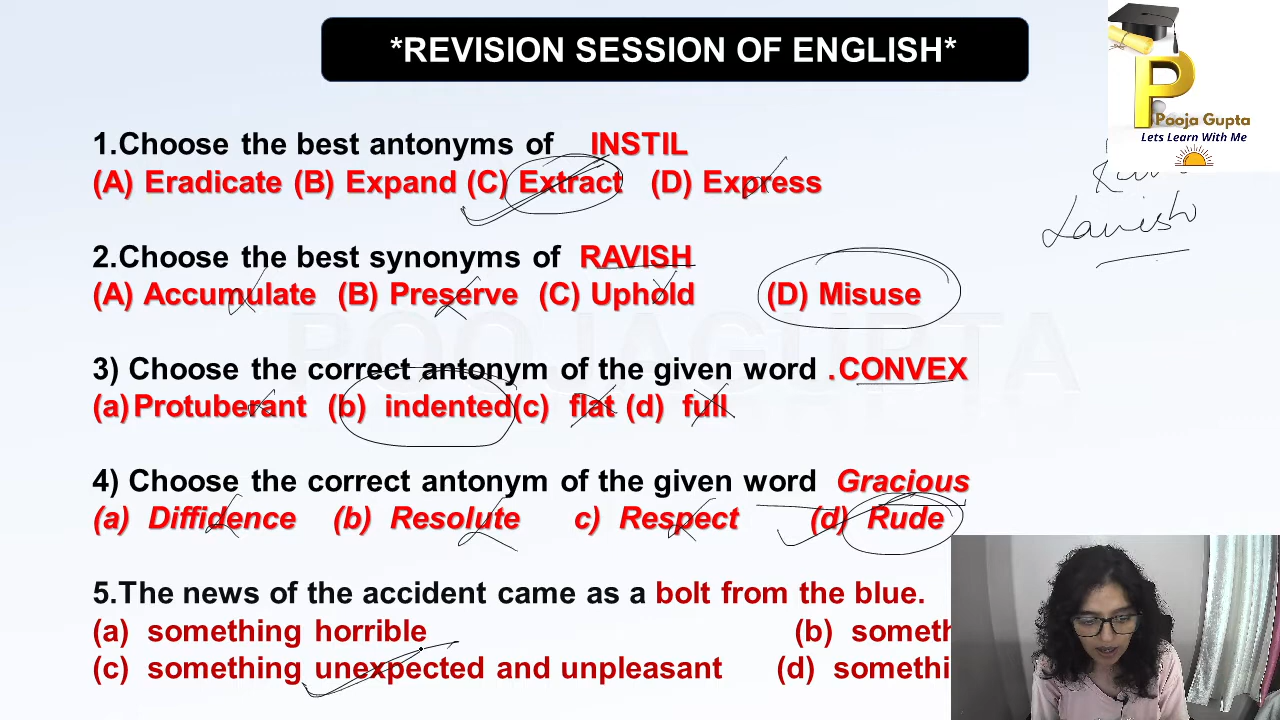 *REVISION SESSION OF ENGLISH*
Pooja Gupta
Lets Learn With Me
1.Choose the best antonyms of INSTIL
(A) Eradicate (B) Expand (C) Extract (D) Express
Lavish
2.Choose the best synonyms of RAVISH
(A) Accumulate (B) Preserve (C) Uphold (D) Misuse
POOJAGUPTA
3) Choose the correct antonym of the given word .CONVEX
(a) Protuberant (b) indented(c) flat (d) full
4) Choose the correct antonym of the given word Gracious
(a) Diffidence (b) Resolute c) Respect (d) Rude
5.The news of the accident came as a bolt from the blue.
(a) something horrible (b)
(c) something unexpected and unpleasant (d)